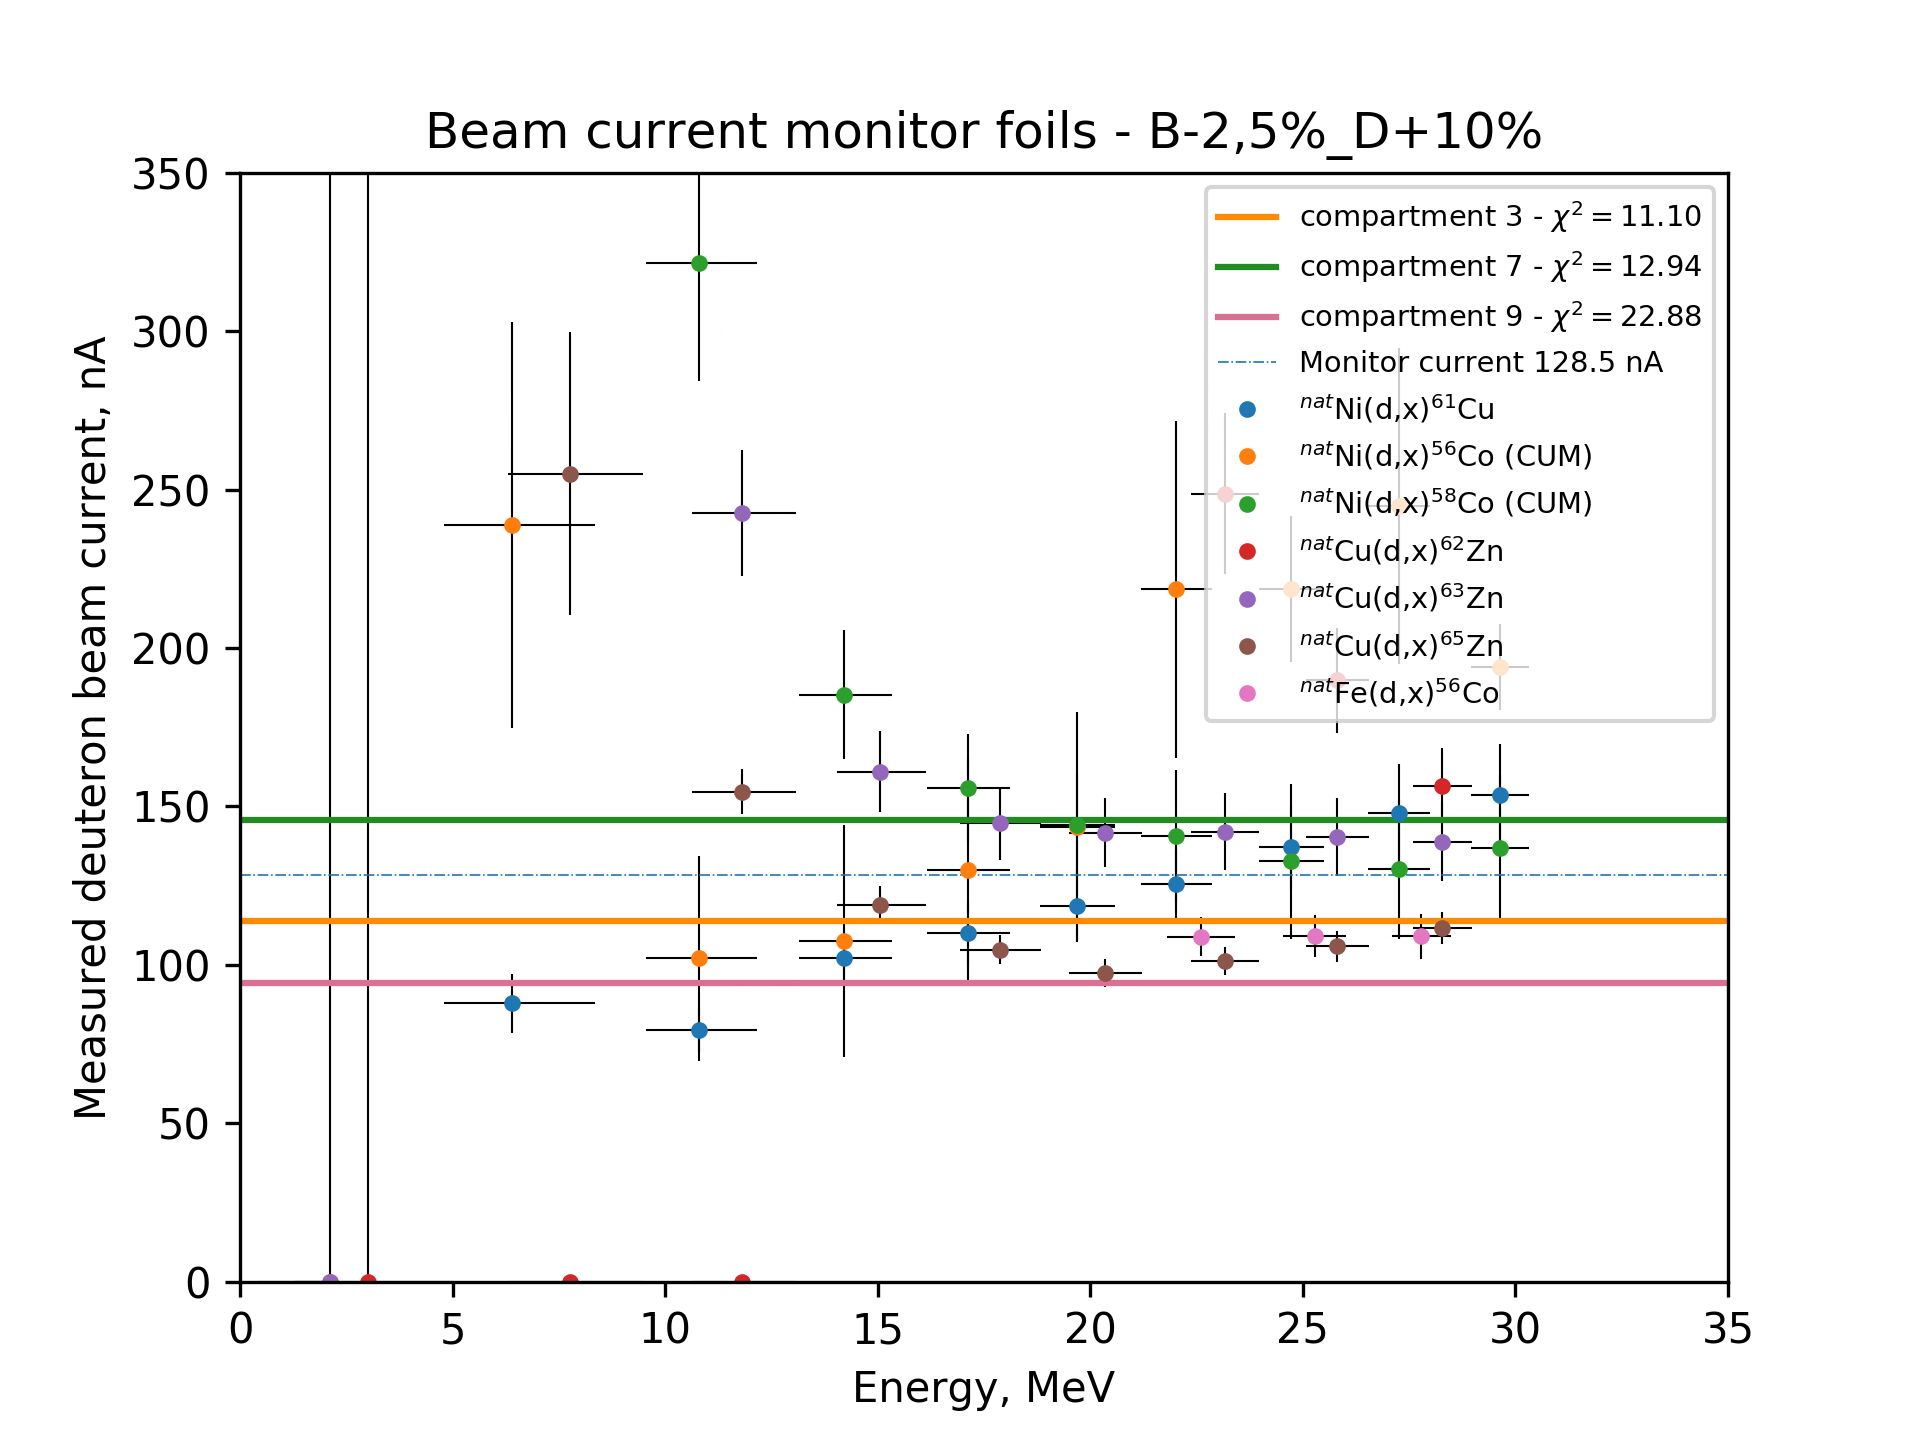 Beam current monitor foils - B-2,5%_D+10%
350
300
250
200
150
100
50
0
Measured deuteron beam current, nA
compartment 3 - χ² = 11.10
compartment 7 - χ² = 12.94
compartment 9 - χ² = 22.88
Monitor current 128.5 nA
ⁿᵃᵗNi(d,x)⁶¹Cu
ⁿᵃᵗNi(d,x)⁵⁶Co (CUM)
ⁿᵃᵗNi(d,x)⁵⁸Co (CUM)
ⁿᵃᵗCu(d,x)⁶²Zn
ⁿᵃᵗCu(d,x)⁶³Zn
ⁿᵃᵗCu(d,x)⁶⁵Zn
ⁿᵃᵗFe(d,x)⁵⁶Co
0 5 10 15 20 25 30 35
Energy, MeV